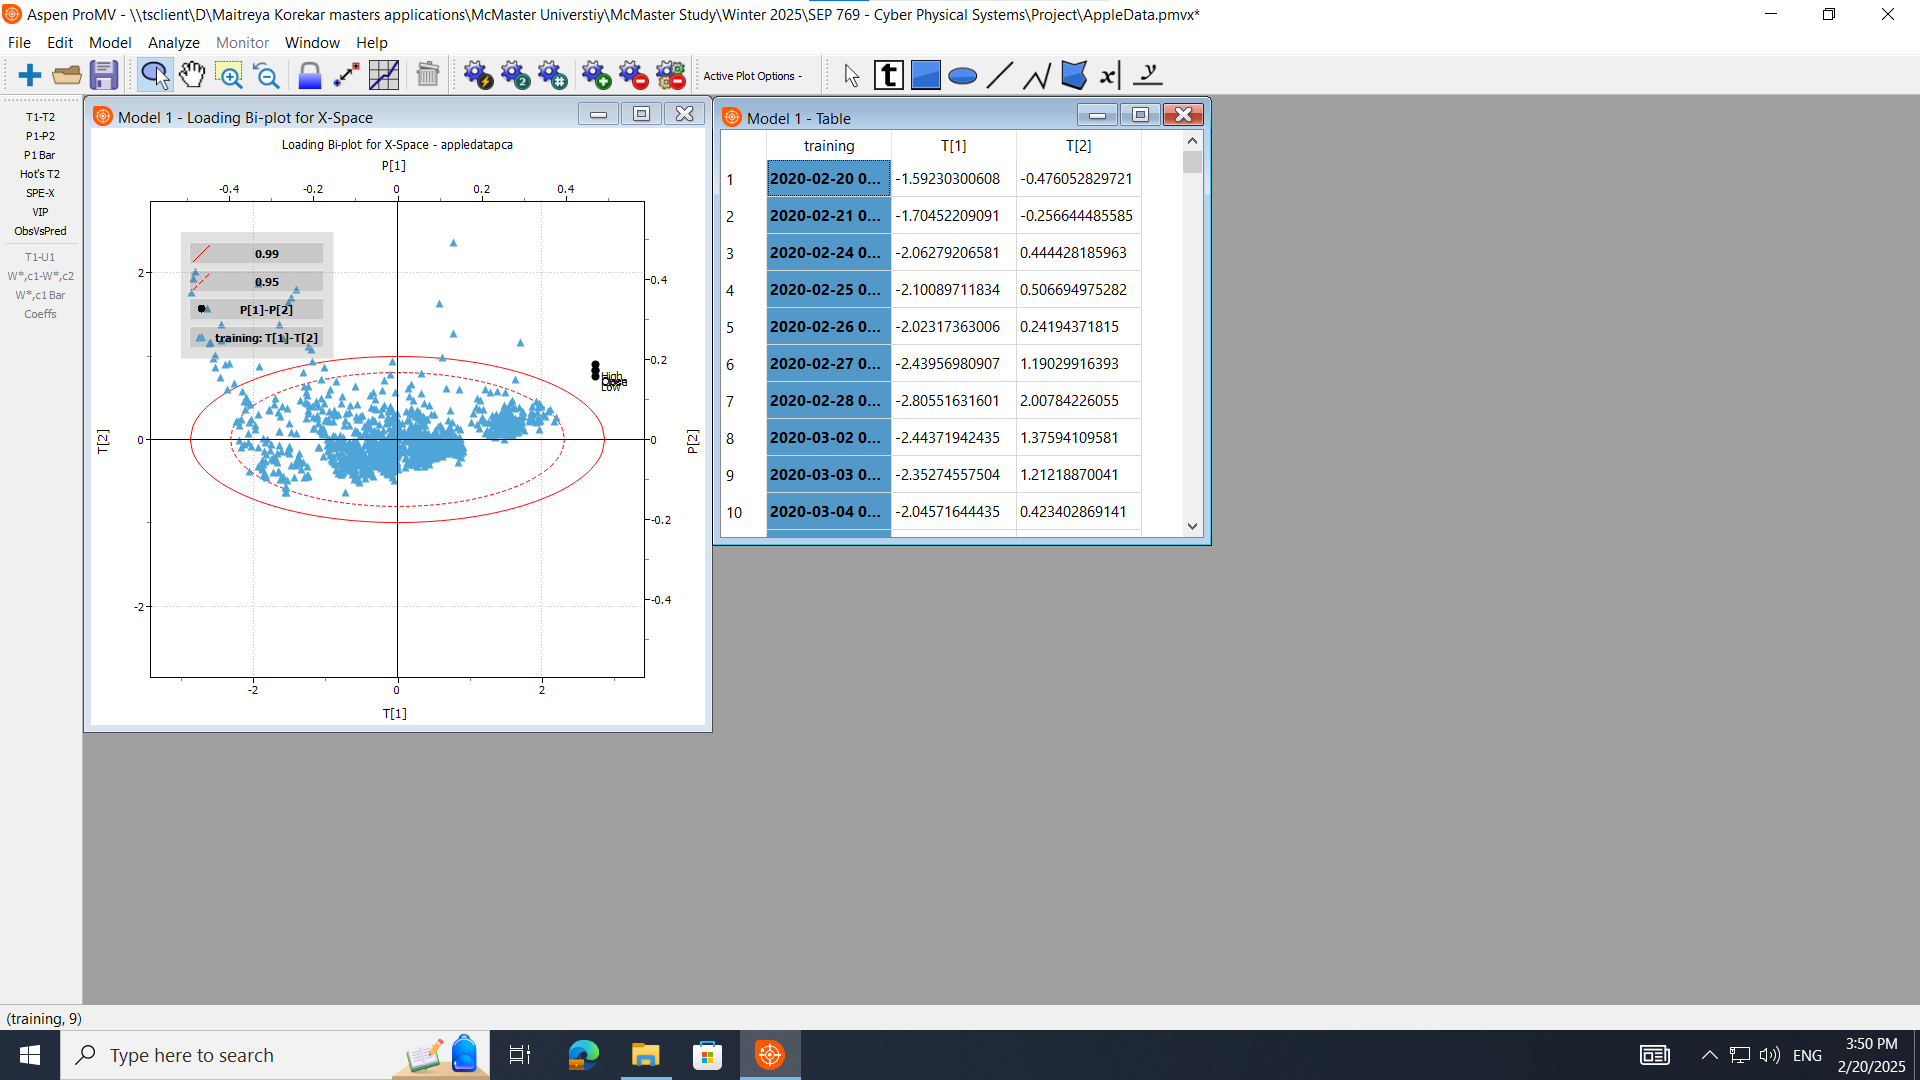 Aspen ProMV - \\tsclient\D\Maitreya Korekar masters applications\McMaster Universtiy\McMaster Study\Winter 2025\SEP 769 - Cyber Physical Systems\Project\AppleData.pmvx*
File Edit Model Analyze Monitor Window Help
Active Plot Options -
T1-T2
P1-P2
P1 Bar
Hot's T2
SPE-X
VIP
ObsVsPred
T1-U1
W*,c1-W*,c2
W*,c1 Bar
Coeffs
Model 1 - Loading Bi-plot for X-Space
Loading Bi-plot for X-Space - appledatapca
P[1]
-0.4 -0.2 0 0.2 0.4
0.99
0.95
P[1]-P[2]
training: T[1]-T[2]
2
0
-2
T[2]
0.4
0.2
0
-0.2
-0.4
P[2]
High
Close
Low
-2 0 2
T[1]
Model 1 - Table
training T[1] T[2]
1 2020-02-20 0... -1.59230300608 -0.476052829721
2 2020-02-21 0... -1.70452209091 -0.256644485585
3 2020-02-24 0... -2.06279206581 0.444428185963
4 2020-02-25 0... -2.10089711834 0.506694975282
5 2020-02-26 0... -2.02317363006 0.24194371815
6 2020-02-27 0... -2.43956980907 1.19029916393
7 2020-02-28 0... -2.80551631601 2.00784226055
8 2020-03-02 0... -2.44371942435 1.37594109581
9 2020-03-03 0... -2.35274557504 1.21218870041
10 2020-03-04 0... -2.04571644435 0.423402869141
(training, 9)
Type here to search
ENG
3:50 PM
2/20/2025